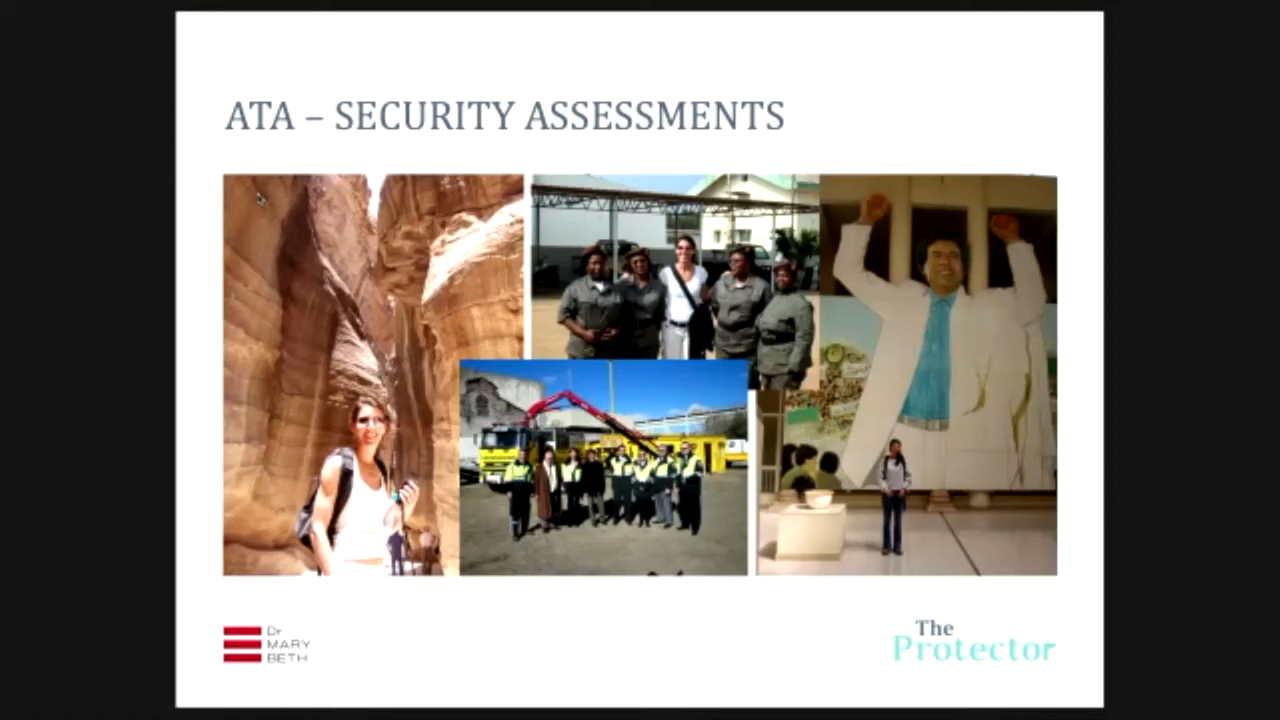 ATA – SECURITY ASSESSMENTS
Dr
MARY
BETH
The
Protector